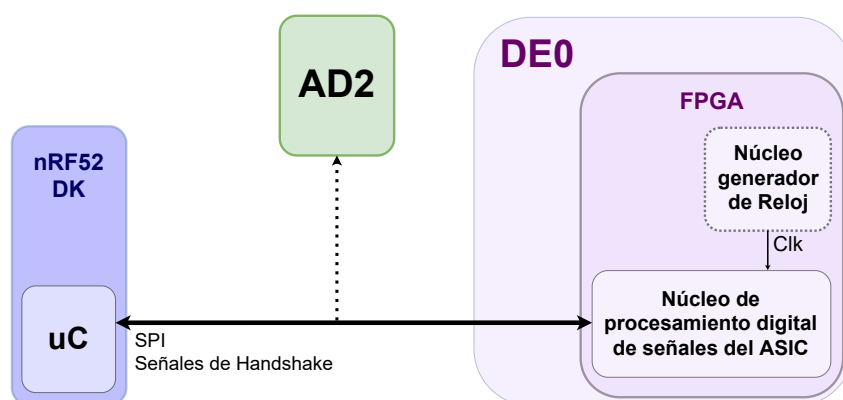 DE0
AD2
FPGA
nRF52
DK
Núcleo
generador
de Reloj
Clk
uC
SPI
Señales de Handshake
Núcleo de
procesamiento digital
de señales del ASIC